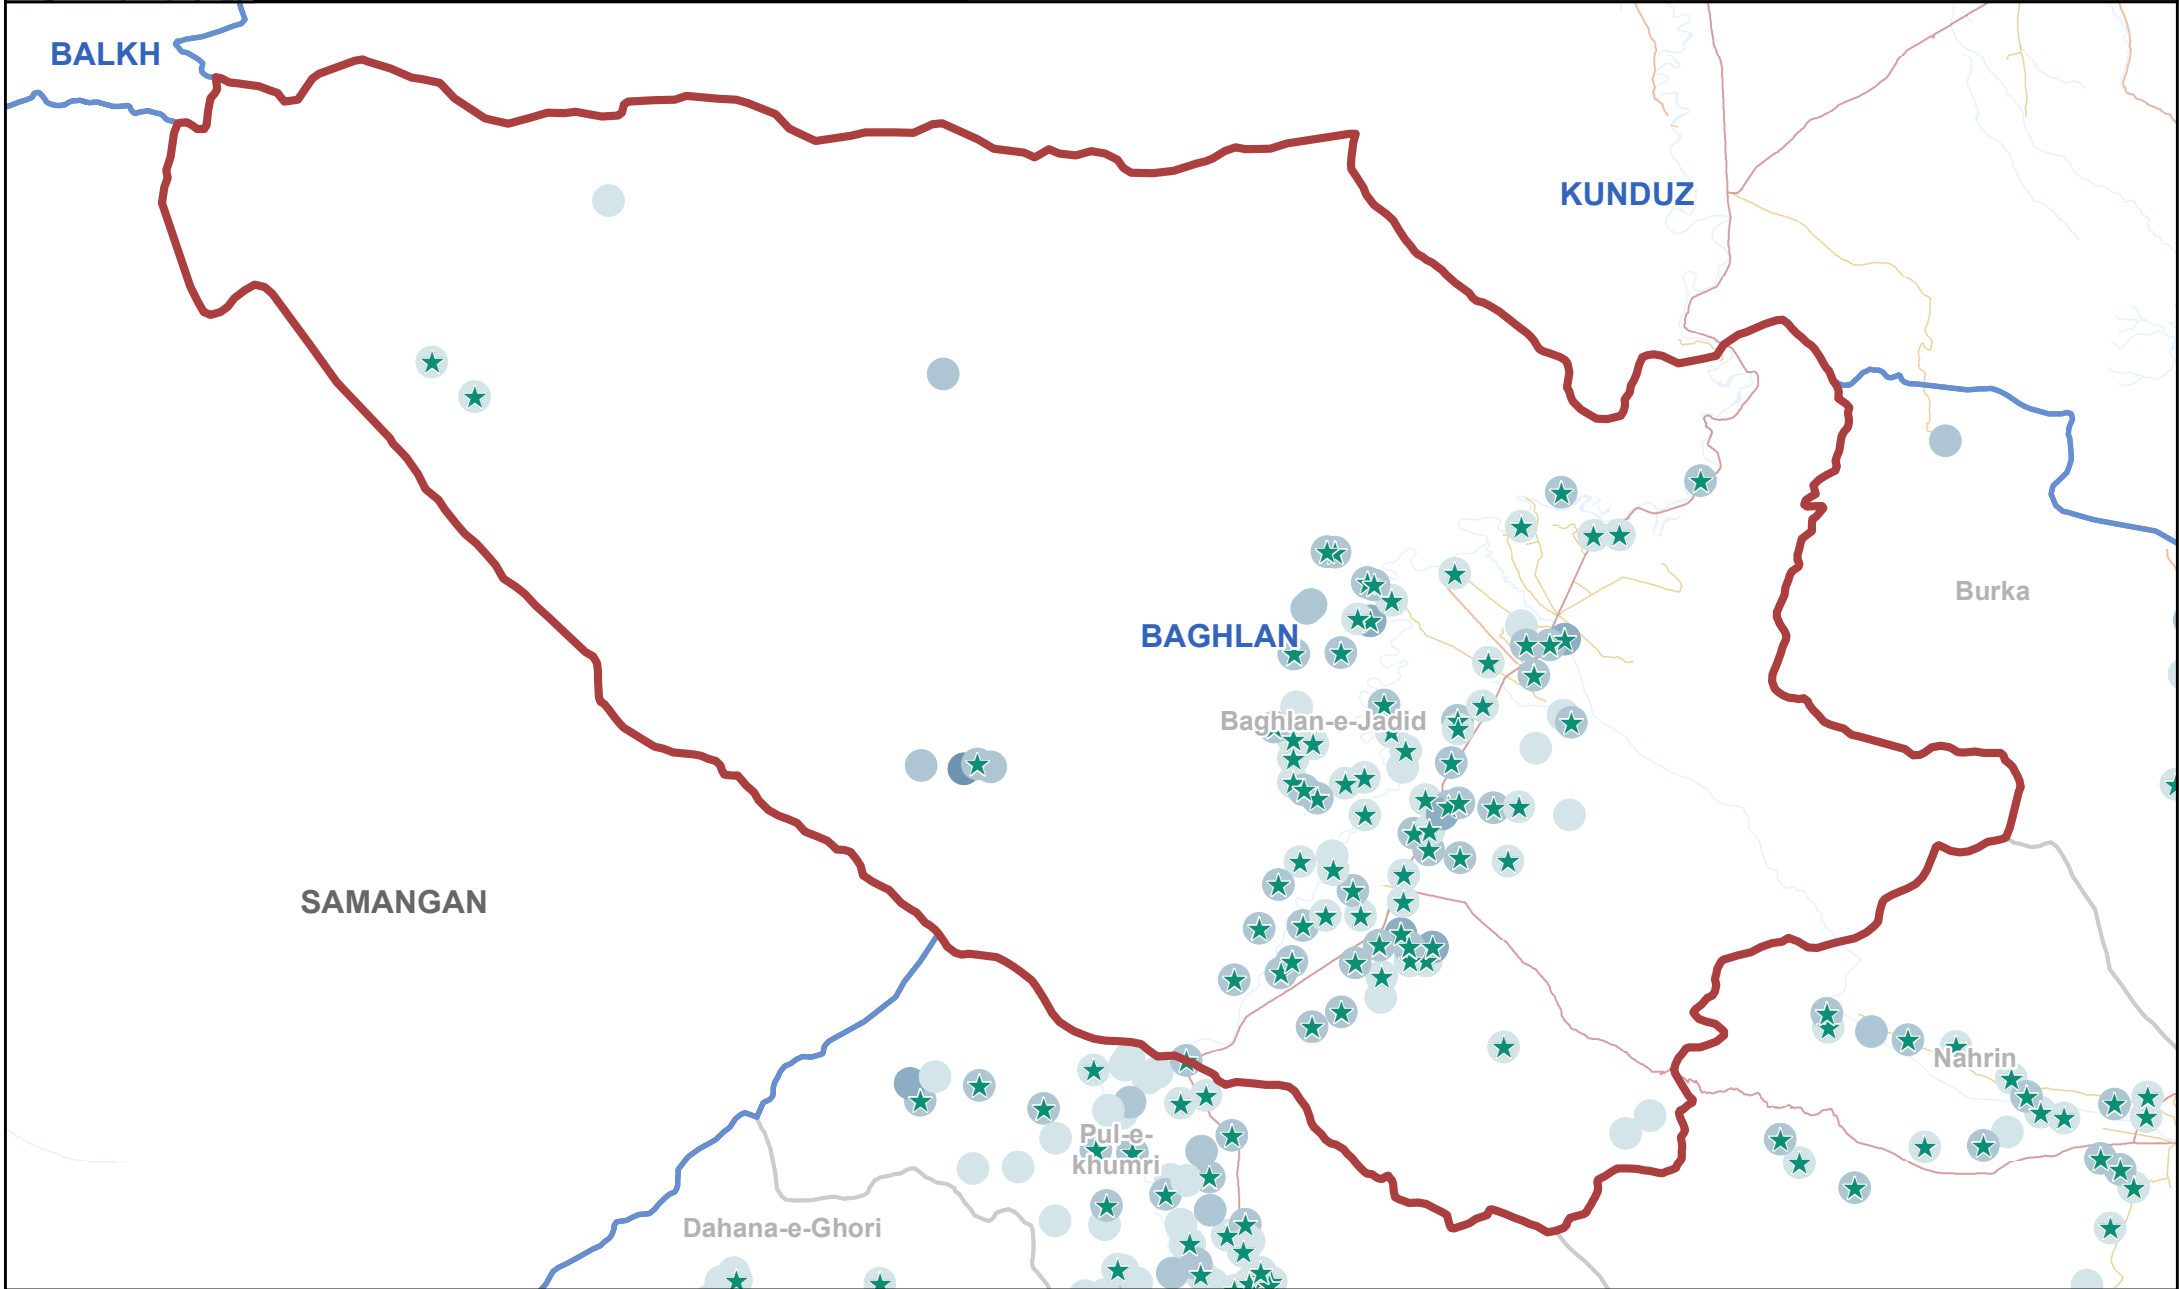 BALKH
KUNDUZ
Burka
BAGHLAN
Baghlan-e-Jadid
SAMANGAN
Nahrin
Pul-e-
khumri
Dahana-e-Ghori